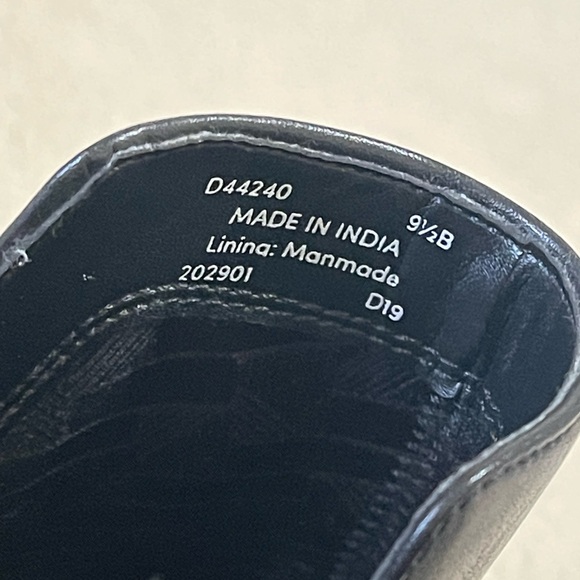 D44240 9½B
MADE IN INDIA
Lining: Manmade
202901 D19